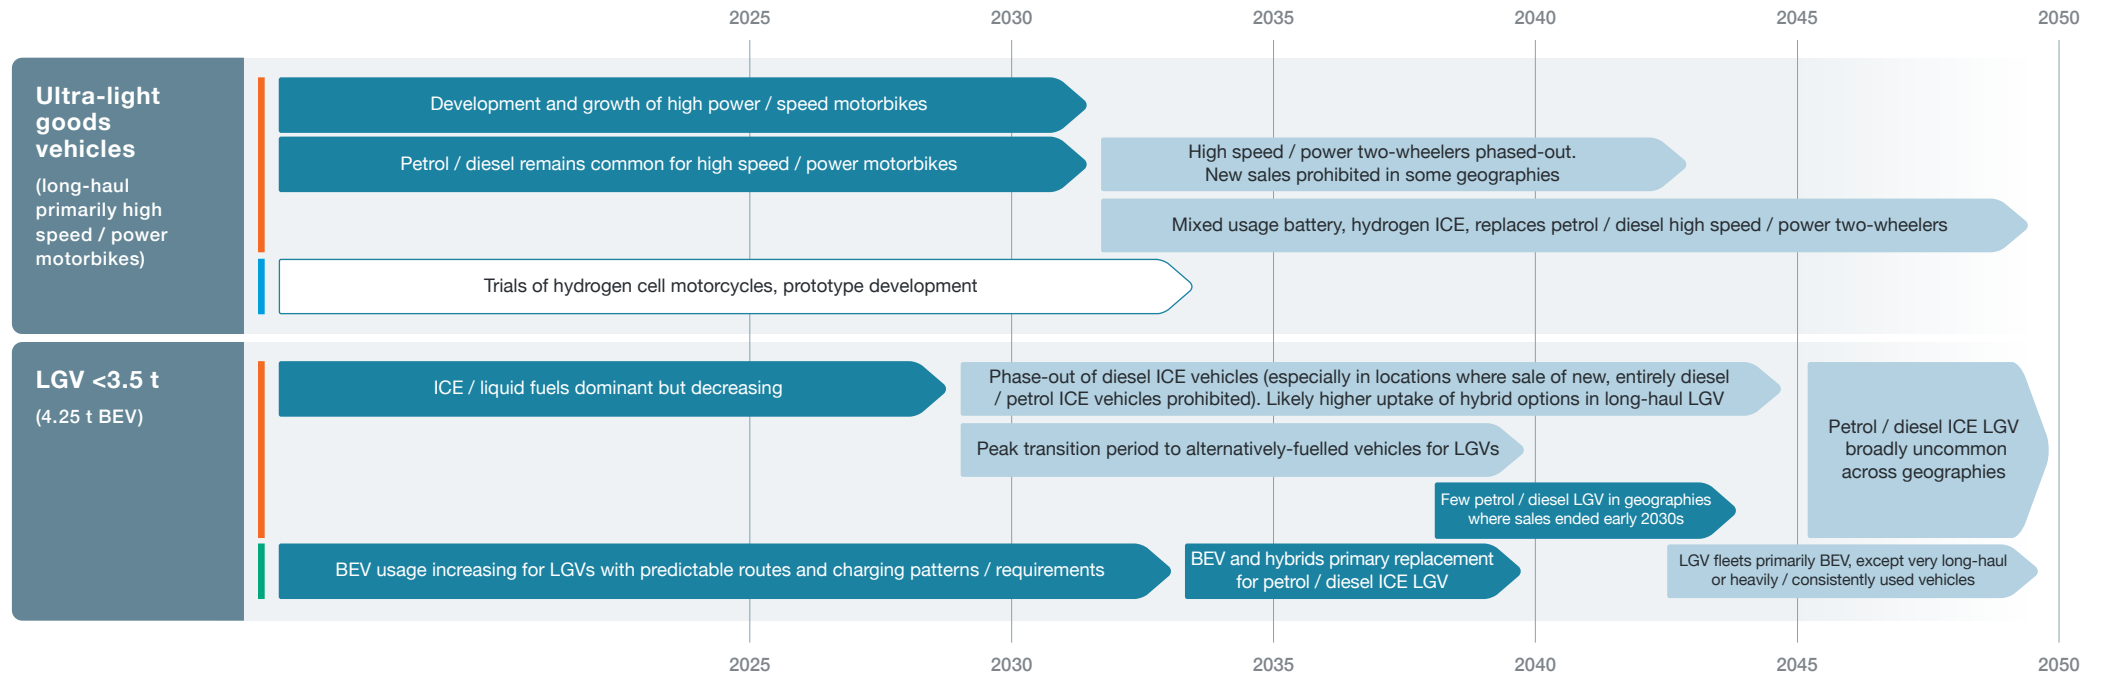 2025 2030 2035 2040 2045 2050
Ultra-light
goods
vehicles
(long-haul
primarily high
speed / power
motorbikes)
Development and growth of high power / speed motorbikes
Petrol / diesel remains common for high speed / power motorbikes
High speed / power two-wheelers phased-out.
New sales prohibited in some geographies
Mixed usage battery, hydrogen ICE, replaces petrol / diesel high speed / power two-wheelers
Trials of hydrogen cell motorcycles, prototype development
LGV <3.5 t
(4.25 t BEV)
ICE / liquid fuels dominant but decreasing
Phase-out of diesel ICE vehicles (especially in locations where sale of new, entirely diesel
/ petrol ICE vehicles prohibited). Likely higher uptake of hybrid options in long-haul LGV
Peak transition period to alternatively-fuelled vehicles for LGVs
Petrol / diesel ICE LGV
broadly uncommon
across geographies
Few petrol / diesel LGV in geographies
where sales ended early 2030s
BEV usage increasing for LGVs with predictable routes and charging patterns / requirements
BEV and hybrids primary replacement
for petrol / diesel ICE LGV
LGV fleets primarily BEV, except very long-haul
or heavily / consistently used vehicles
2025 2030 2035 2040 2045 2050